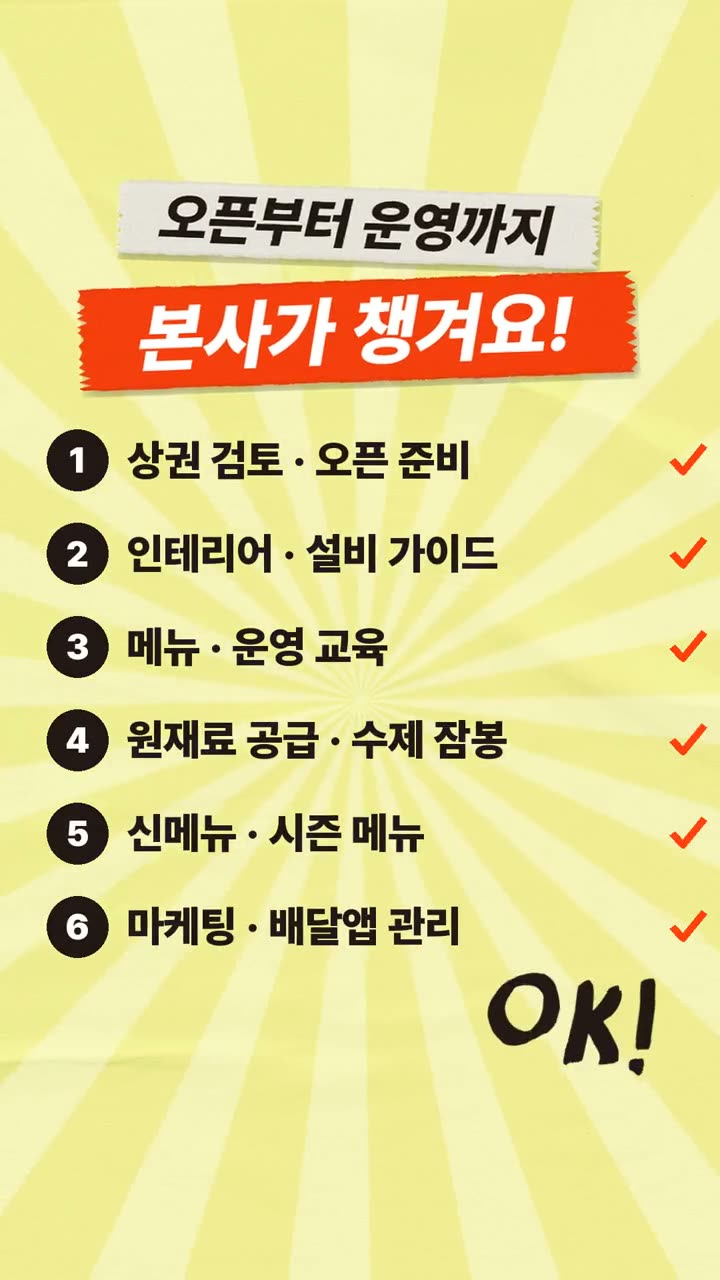 오픈부터 운영까지
본사가 챙겨요!
1 상권 검토 · 오픈 준비
2 인테리어 · 설비 가이드
3 메뉴 · 운영 교육
4 원재료 공급 · 수제 잠봉
5 신메뉴 · 시즌 메뉴
6 마케팅 · 배달앱 관리
OK!